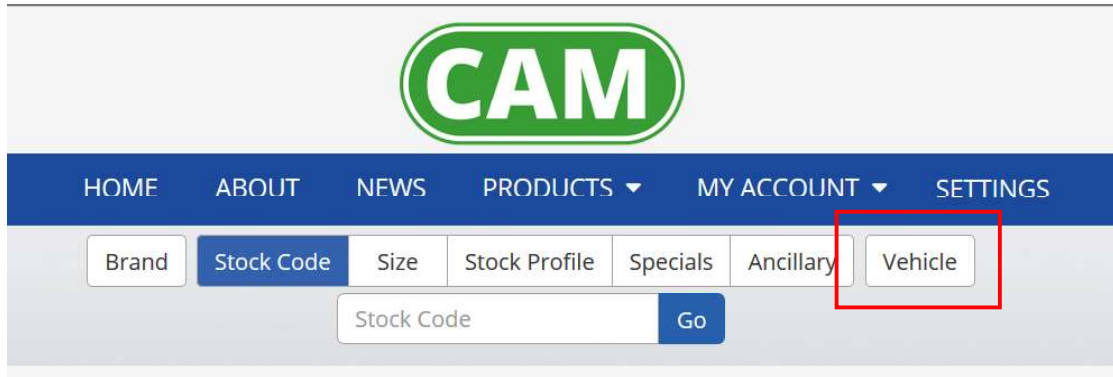 CAM
HOME ABOUT NEWS PRODUCTS MY ACCOUNT SETTINGS
Brand Stock Code Size Stock Profile Specials Ancillary Vehicle
Stock Code Go